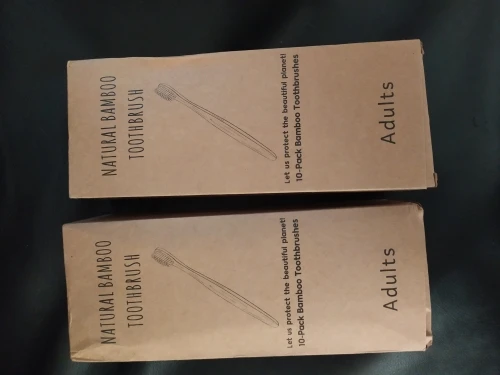 NATURAL BAMBOO
TOOTHBRUSH
Let us protect the beautiful planet!
10-Pack Bamboo Toothbrushes
Adults
NATURAL BAMBOO
TOOTHBRUSH
Let us protect the beautiful planet!
10-Pack Bamboo Toothbrushes
Adults